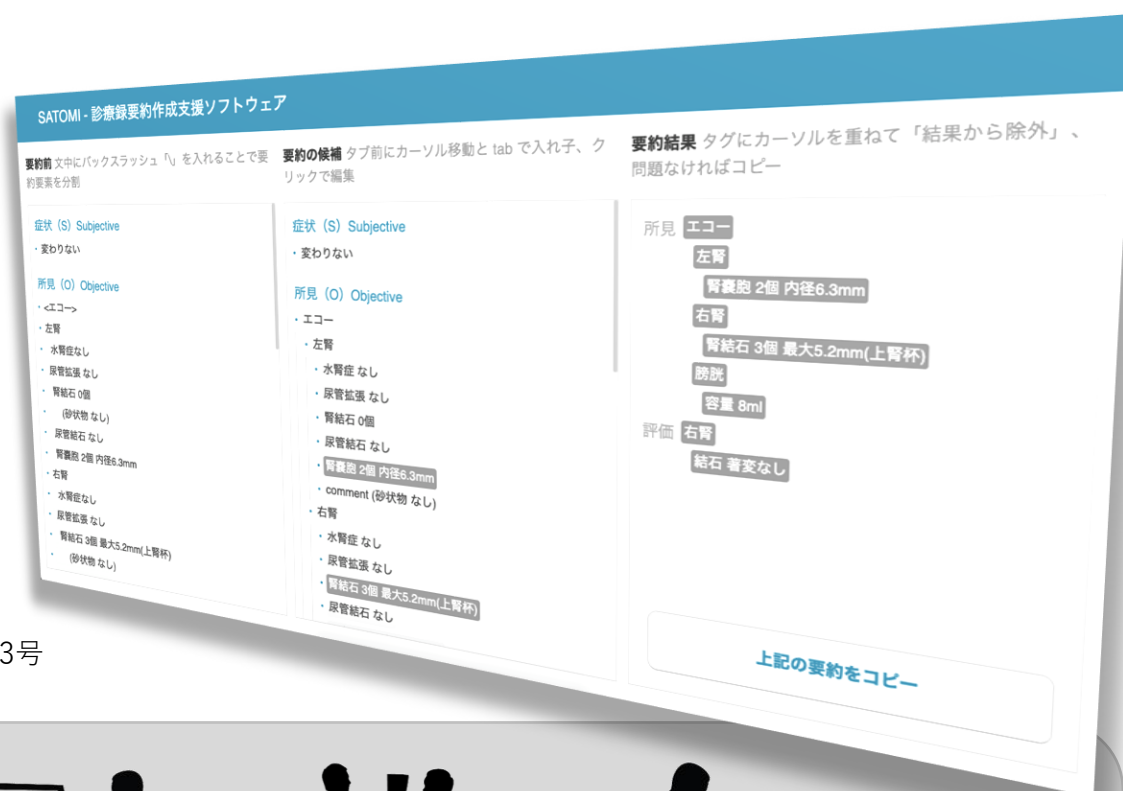 SATOMI - 診療録要約作成支援ソフトウェア
要約前 文中にバックスラッシュ「\」を入れることで要
約要素を分割
症状（S）Subjective
・変わりない
所見（O）Objective
・<エコー>
・左腎
・ 水腎症なし
・ 尿管拡張 なし
・ 腎結石 0個
・ (砂状物 なし)
・ 尿管結石 なし
・ 腎嚢胞 2個 内径6.3mm
・右腎
・ 水腎症なし
・ 尿管拡張 なし
・ 腎結石 3個 最大5.2mm(上腎杯)
・ (砂状物 なし)
要約の候補 タブ前にカーソル移動と tab で入れ子、ク
リックで編集
症状（S）Subjective
・変わりない
所見（O）Objective
・エコー
・左腎
・水腎症 なし
・尿管拡張 なし
・腎結石 0個
・尿管結石 なし
・腎嚢胞 2個 内径6.3mm
・comment (砂状物 なし)
・右腎
・水腎症 なし
・尿管拡張 なし
・腎結石 3個 最大5.2mm(上腎杯)
・尿管結石 なし
要約結果 タグにカーソルを重ねて「結果から除外」、
問題なければコピー
所見 エコー
左腎
腎嚢胞 2個 内径6.3mm
右腎
腎結石 3個 最大5.2mm(上腎杯)
膀胱
容量 8ml
評価 右腎
結石 著変なし
上記の要約をコピー
3号